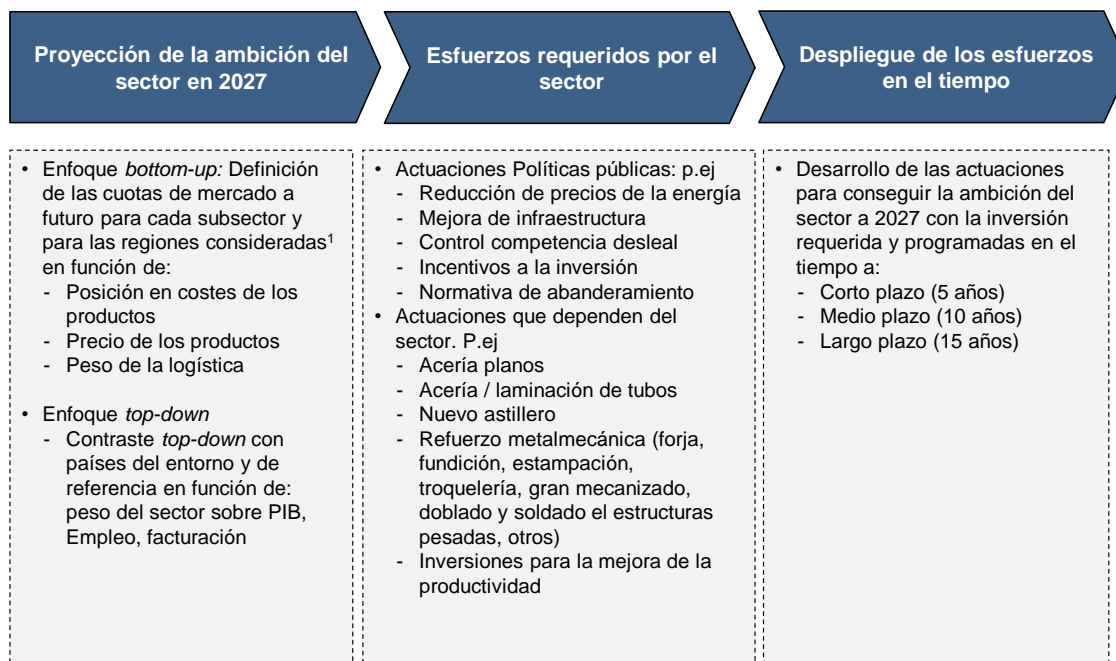 Proyección de la ambición del
sector en 2027
Esfuerzos requeridos por el
sector
Despliegue de los esfuerzos
en el tiempo
• Enfoque bottom-up: Definición
de las cuotas de mercado a
futuro para cada subsector y
para las regiones consideradas¹
en función de:
- Posición en costes de los
productos
- Precio de los productos
- Peso de la logística
• Enfoque top-down
- Contraste top-down con
países del entorno y de
referencia en función de:
peso del sector sobre PIB,
Empleo, facturación
• Actuaciones Políticas públicas: p.ej
- Reducción de precios de la energía
- Mejora de infraestructura
- Control competencia desleal
- Incentivos a la inversión
- Normativa de abanderamiento
• Actuaciones que dependen del
sector. P.ej
- Acería planos
- Acería / laminación de tubos
- Nuevo astillero
- Refuerzo metalmecánica (forja,
fundición, estampación,
troquelería, gran mecanizado,
doblado y soldado el estructuras
pesadas, otros)
- Inversiones para la mejora de la
productividad
• Desarrollo de las actuaciones
para conseguir la ambición del
sector a 2027 con la inversión
requerida y programadas en el
tiempo a:
- Corto plazo (5 años)
- Medio plazo (10 años)
- Largo plazo (15 años)